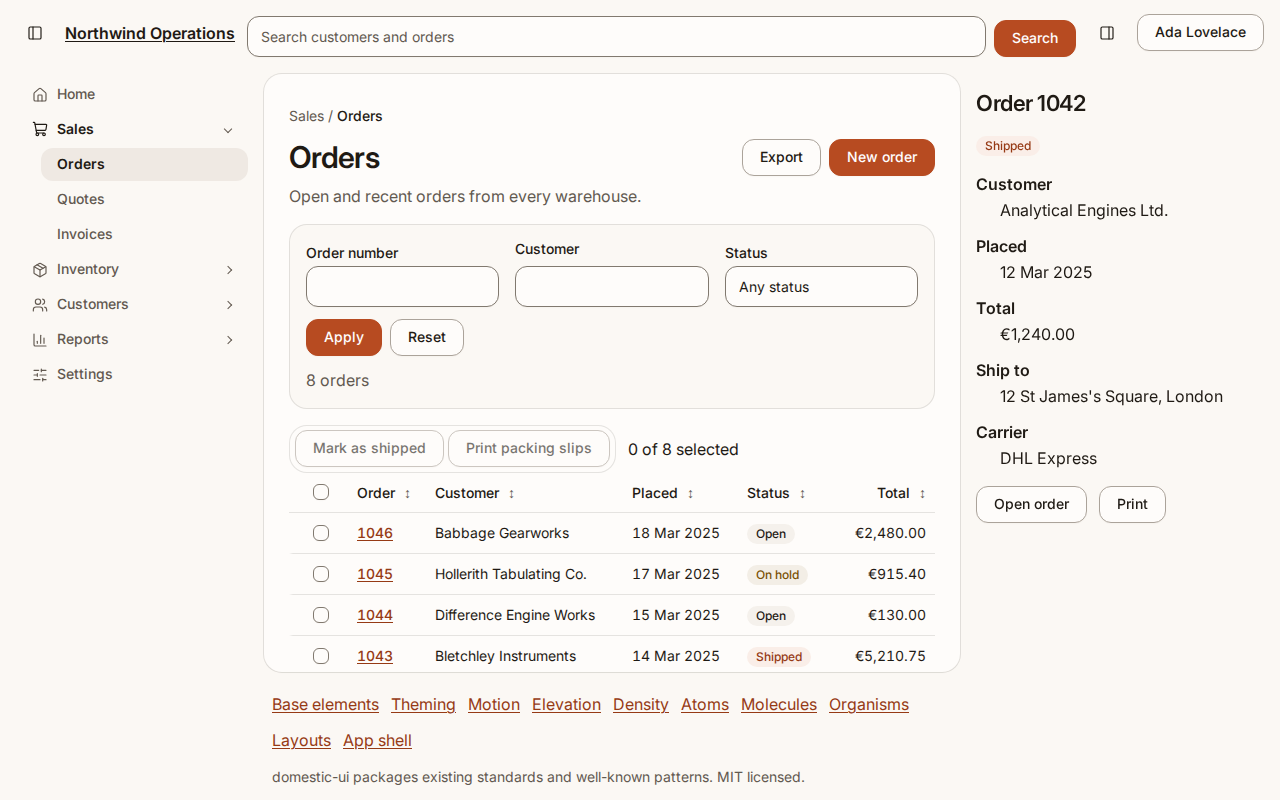 Northwind Operations
Search customers and orders
Search
Ada Lovelace
Home
Sales
Orders
Quotes
Invoices
Inventory
Customers
Reports
Settings
Sales / Orders
Orders
Export
New order
Open and recent orders from every warehouse.
Order number
Customer
Status
Any status
Apply
Reset
8 orders
Mark as shipped
Print packing slips
0 of 8 selected
Order ↕ Customer ↕ Placed ↕ Status ↕ Total ↕
1046 Babbage Gearworks 18 Mar 2025 Open €2,480.00
1045 Hollerith Tabulating Co. 17 Mar 2025 On hold €915.40
1044 Difference Engine Works 15 Mar 2025 Open €130.00
1043 Bletchley Instruments 14 Mar 2025 Shipped €5,210.75
Order 1042
Shipped
Customer
Analytical Engines Ltd.
Placed
12 Mar 2025
Total
€1,240.00
Ship to
12 St James's Square, London
Carrier
DHL Express
Open order
Print
Base elements Theming Motion Elevation Density Atoms Molecules Organisms
Layouts App shell
domestic-ui packages existing standards and well-known patterns. MIT licensed.